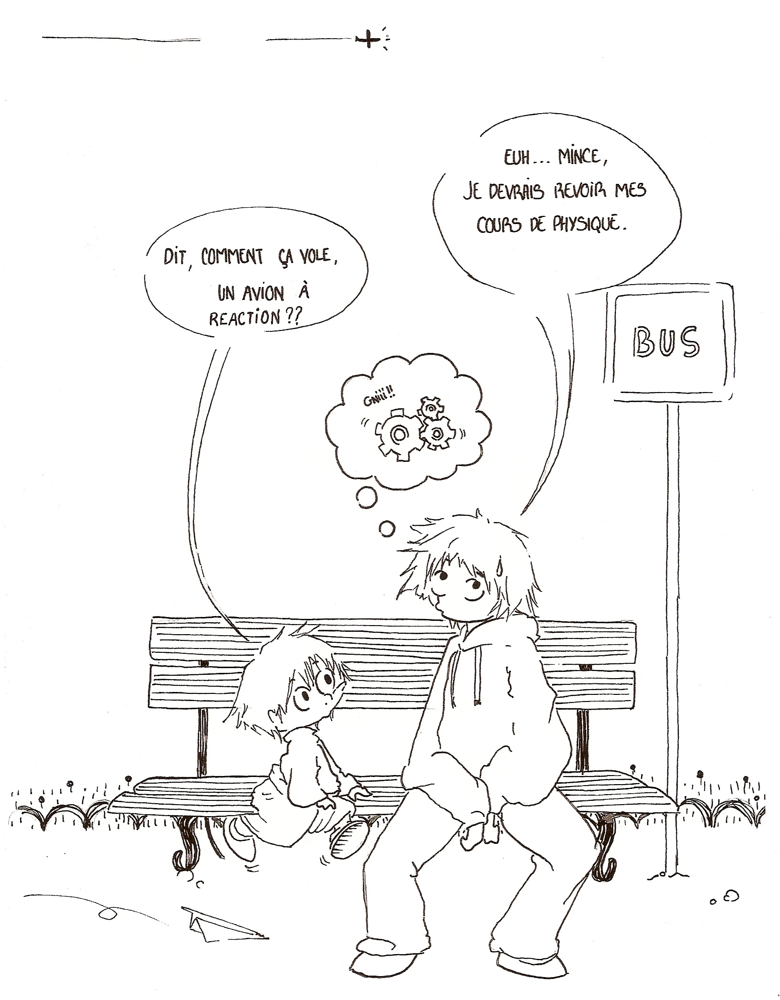 EUH... MINCE,
JE DEVRAIS REVOIR MES
COURS DE PHYSIQUE.
DIT, COMMENT ÇA VOLE,
UN AVION À
REACTION??
BUS
GNiii!!